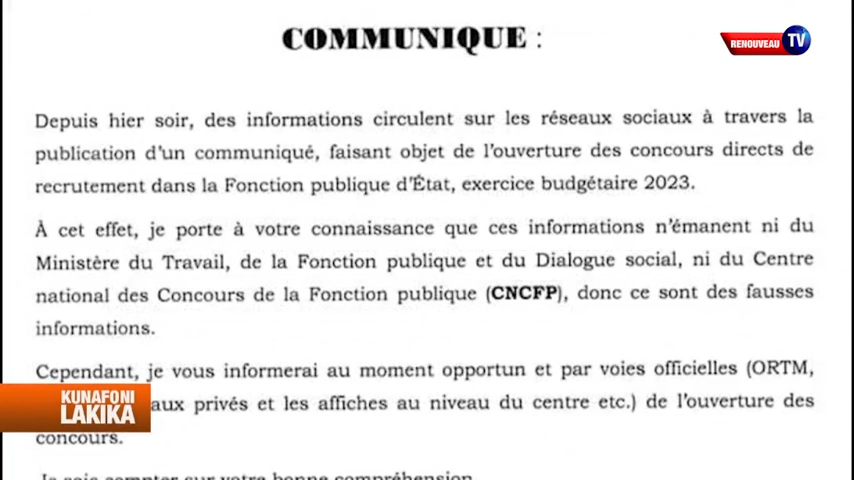 COMMUNIQUE :
RENOUVEAU TV
Depuis hier soir, des informations circulent sur les réseaux sociaux à travers la
publication d'un communiqué, faisant objet de l'ouverture des concours directs de
recrutement dans la Fonction publique d'État, exercice budgétaire 2023.
À cet effet, je porte à votre connaissance que ces informations n'émanent ni du
Ministère du Travail, de la Fonction publique et du Dialogue social, ni du Centre
national des Concours de la Fonction publique (CNCFP), donc ce sont des fausses
informations.
Cependant, je vous informerai au moment opportun et par voies officielles (ORTM,
aux privés et les affiches au niveau du centre etc.) de l'ouverture des
concours.
KUNAFONI
LAKIKA
votre bonne compréhension